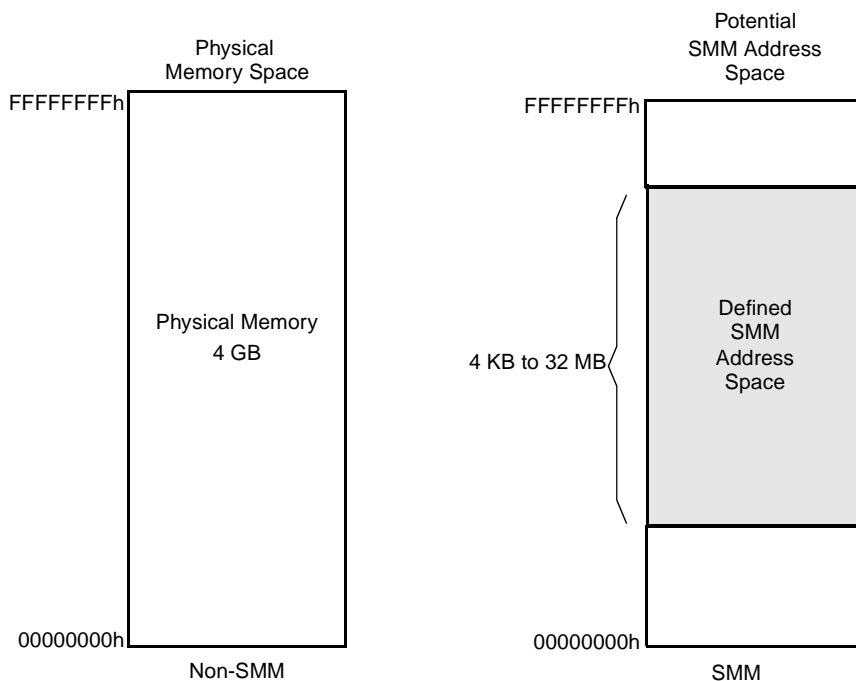 Physical
Memory Space
FFFFFFFFh
Physical Memory
4 GB
00000000h
Non-SMM
Potential
SMM Address
Space
FFFFFFFFh
4 KB to 32 MB
Defined
SMM
Address
Space
00000000h
SMM